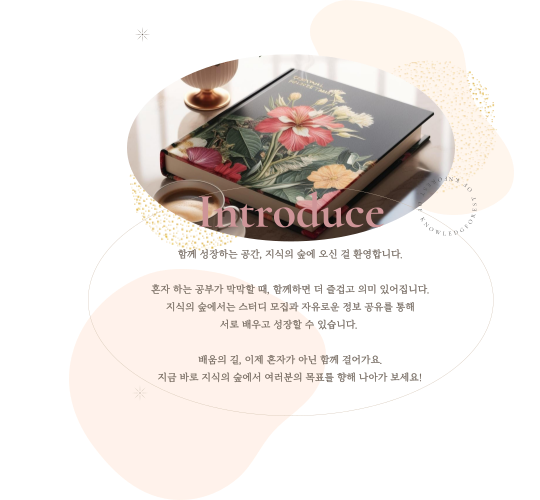 Introduce
함께 성장하는 공간, 지식의 숲에 오신 걸 환영합니다.
혼자 하는 공부가 막막할 때, 함께하면 더 즐겁고 의미 있어집니다.
지식의 숲에서는 스터디 모집과 자유로운 정보 공유를 통해
서로 배우고 성장할 수 있습니다.
배움의 길, 이제 혼자가 아닌 함께 걸어가요.
지금 바로 지식의 숲에서 여러분의 목표를 향해 나아가 보세요!